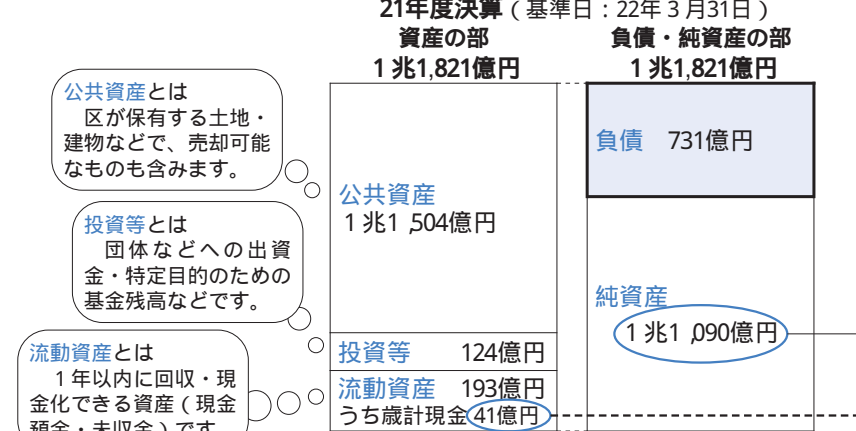 21年度決算（基準日：22年3月31日）
資産の部
1兆1,821億円
負債・純資産の部
1兆1,821億円
公共資産とは
区が保有する土地・
建物などで、売却可能
なものも含みます。
投資等とは
団体などへの出資
金・特定目的のための
基金残高などです。
流動資産とは
1年以内に回収・現
金化できる資産（現金
預金・未収金）です
公共資産
1兆1,504億円
投資等 124億円
流動資産 193億円
うち歳計現金41億円
負債 731億円
純資産
1兆1,090億円